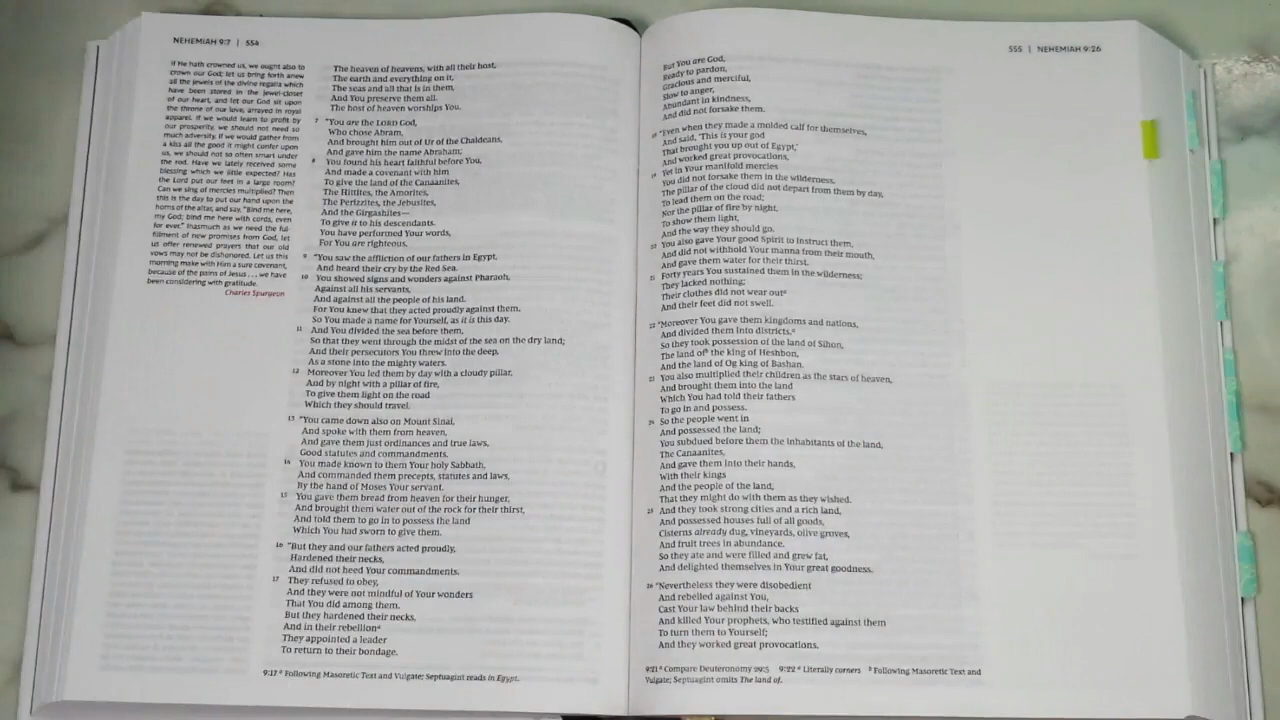 NEHEMIAH 9:7 | 554
If He hath crowned us, we ought also to
crown our God; let us bring forth anew
all the jewels of the divine regalia which
have been stored in the jewel-closet
of our heart, and let our God sit upon
the throne of our love, arrayed in royal
apparel. If we would learn to profit by
our prosperity, we should not need so
much adversity. If we would gather from
a kiss all the good it might confer upon
us, we should not so often smart under
the rod. Have we lately received some
blessing which we little expected? Has
the Lord put our feet in a large room?
Can we sing of mercies multiplied? Then
this is the day to put our hand upon the
horns of the altar, and say, "Bind me here,
my God; bind me here with cords, even
for ever." Inasmuch as we need the ful-
fillment of new promises from God, let
us offer renewed prayers that our old
vows may not be dishonored. Let us this
morning make with Him a sure covenant,
because of the pains of Jesus . . . we have
been considering with gratitude.
Charles Spurgeon
The heaven of heavens, with all their host,
The earth and everything on it,
The seas and all that is in them,
And You preserve them all.
The host of heaven worships You.
7 "You are the LORD God,
Who chose Abram,
And brought him out of Ur of the Chaldeans,
And gave him the name Abraham;
8 You found his heart faithful before You,
And made a covenant with him
To give the land of the Canaanites,
The Hittites, the Amorites,
The Perizzites, the Jebusites,
And the Girgashites—
To give it to his descendants.
You have performed Your words,
For You are righteous.
9 "You saw the affliction of our fathers in Egypt,
And heard their cry by the Red Sea.
10 You showed signs and wonders against Pharaoh,
Against all his servants,
And against all the people of his land.
For You knew that they acted proudly against them,
So You made a name for Yourself, as it is this day.
11 And You divided the sea before them,
So that they went through the midst of the sea on the dry land;
And their persecutors You threw into the deep,
As a stone into the mighty waters.
12 Moreover You led them by day with a cloudy pillar,
And by night with a pillar of fire,
To give them light on the road
Which they should travel.
13 "You came down also on Mount Sinai,
And spoke with them from heaven,
And gave them just ordinances and true laws,
Good statutes and commandments.
14 You made known to them Your holy Sabbath,
And commanded them precepts, statutes and laws,
By the hand of Moses Your servant.
15 You gave them bread from heaven for their hunger,
And brought them water out of the rock for their thirst,
And told them to go in to possess the land
Which You had sworn to give them.
16 "But they and our fathers acted proudly,
Hardened their necks,
And did not heed Your commandments.
17 They refused to obey,
And they were not mindful of Your wonders
That You did among them.
But they hardened their necks,
And in their rebellion a
They appointed a leader
To return to their bondage.
9:17 a Following Masoretic Text and Vulgate; Septuagint reads in Egypt.
555 | NEHEMIAH 9:26
But You are God,
Ready to pardon,
Gracious and merciful,
Slow to anger,
Abundant in kindness,
And did not forsake them.
18 "Even when they made a molded calf for themselves,
And said, 'This is your god
That brought you up out of Egypt,'
And worked great provocations,
19 Yet in Your manifold mercies
You did not forsake them in the wilderness.
The pillar of the cloud did not depart from them by day,
To lead them on the road;
Nor the pillar of fire by night,
To show them light,
And the way they should go.
20 You also gave Your good Spirit to instruct them,
And did not withhold Your manna from their mouth,
And gave them water for their thirst.
21 Forty years You sustained them in the wilderness;
They lacked nothing;
Their clothes did not wear out a
And their feet did not swell.
22 "Moreover You gave them kingdoms and nations,
And divided them into districts. a
So they took possession of the land of Sihon,
The land of b the king of Heshbon,
And the land of Og king of Bashan.
23 You also multiplied their children as the stars of heaven,
And brought them into the land
Which You had told their fathers
To go in and possess.
24 So the people went in
And possessed the land;
You subdued before them the inhabitants of the land,
The Canaanites,
And gave them into their hands,
With their kings
And the people of the land,
That they might do with them as they wished.
25 And they took strong cities and a rich land,
And possessed houses full of all goods,
Cisterns already dug, vineyards, olive groves,
And fruit trees in abundance.
So they ate and were filled and grew fat,
And delighted themselves in Your great goodness.
26 "Nevertheless they were disobedient
And rebelled against You,
Cast Your law behind their backs
And killed Your prophets, who testified against them
To turn them to Yourself;
And they worked great provocations.
9:21 a Compare Deuteronomy 29:5 9:22 a Literally corners b Following Masoretic Text and
Vulgate; Septuagint omits The land of.